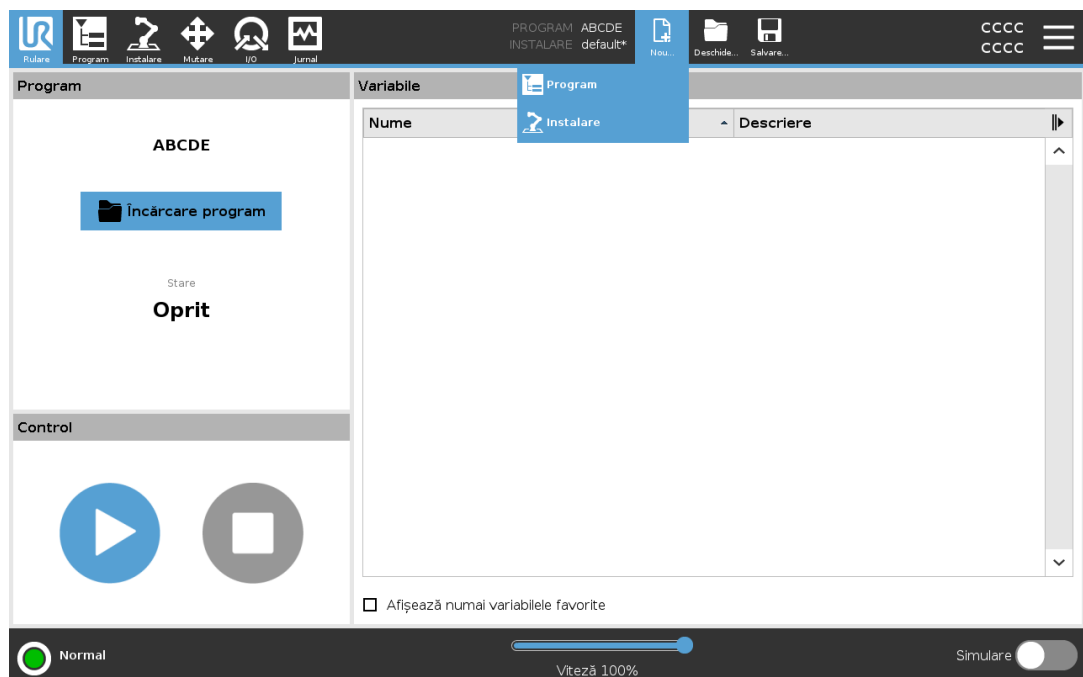 Rulare
Program
Instalare
Mutare
I/O
Jurnal
PROGRAM ABCDE
INSTALARE default*
Nou...
Deschide...
Salvare...
CCCC
CCCC
Program
Variabile
Program
Instalare
Nume
Descriere
ABCDE
Încărcare program
Stare
Oprit
Control
Afișează numai variabilele favorite
Normal
Viteză 100%
Simulare